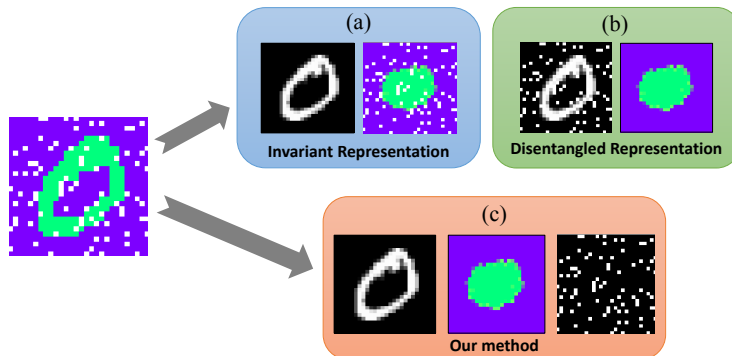 (a)
Invariant Representation
(b)
Disentangled Representation
(c)
Our method